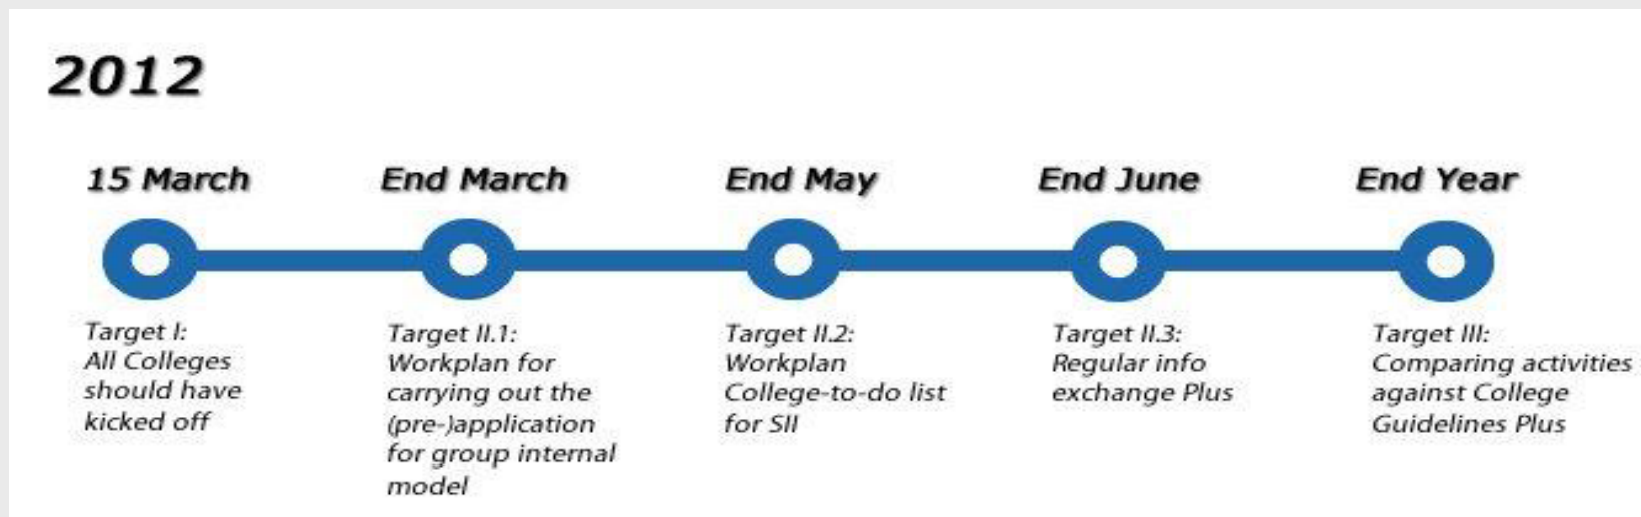 2012
15 March
End March
End May
End June
End Year
Target I:
All Colleges
should have
kicked off
Target II.1:
Workplan for
carrying out the
(pre-)application
for group internal
model
Target II.2:
Workplan
College-to-do list
for SII
Target II.3:
Regular info
exchange Plus
Target III:
Comparing activities
against College
Guidelines Plus